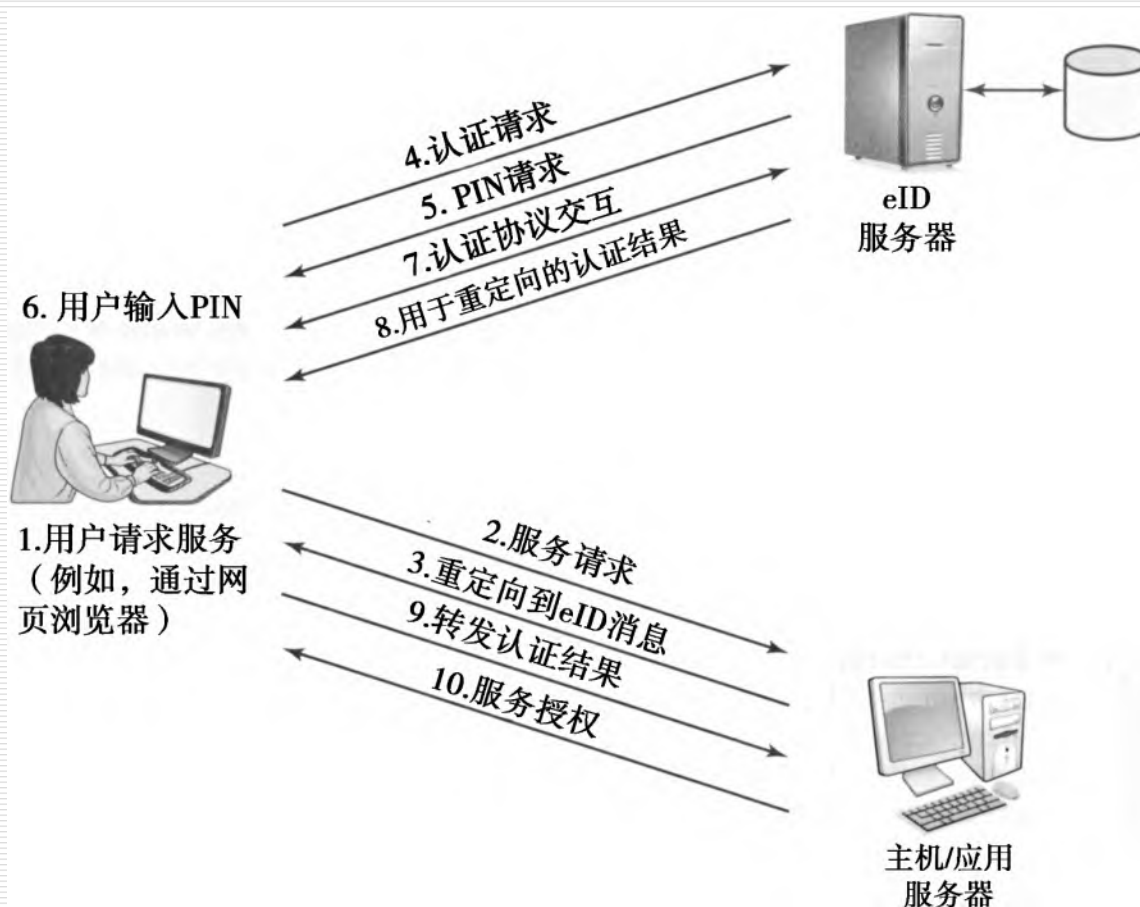 4.认证请求
5. PIN请求
7.认证协议交互
8.用于重定向的认证结果
eID
服务器
6. 用户输入PIN
1.用户请求服务
（例如，通过网
页浏览器）
2.服务请求
3.重定向到eID消息
9.转发认证结果
10.服务授权
主机/应用
服务器